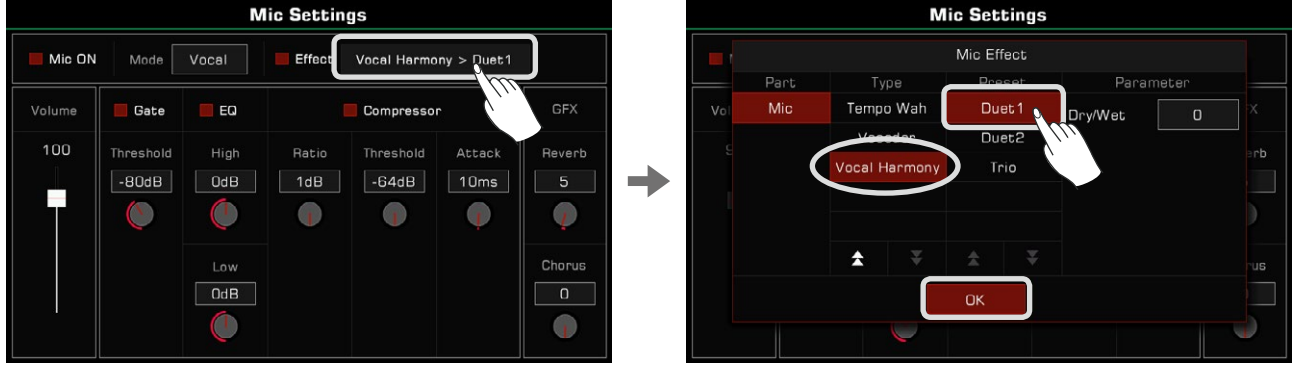 Mic Settings
Mic ON Mode Vocal Effect Vocal Harmony > Duet1
Volume Gate EQ Compressor GFX
100 Threshold High Ratio Threshold Attack Reverb
-80dB 0dB 1dB -64dB 10ms 5
Low Chorus
0dB 0
Mic Settings
Mic Effect
Part Type Preset Parameter
Mic Tempo Wah Duet1 Dry/Wet 0
Vocoder Duet2
Vocal Harmony Trio
OK